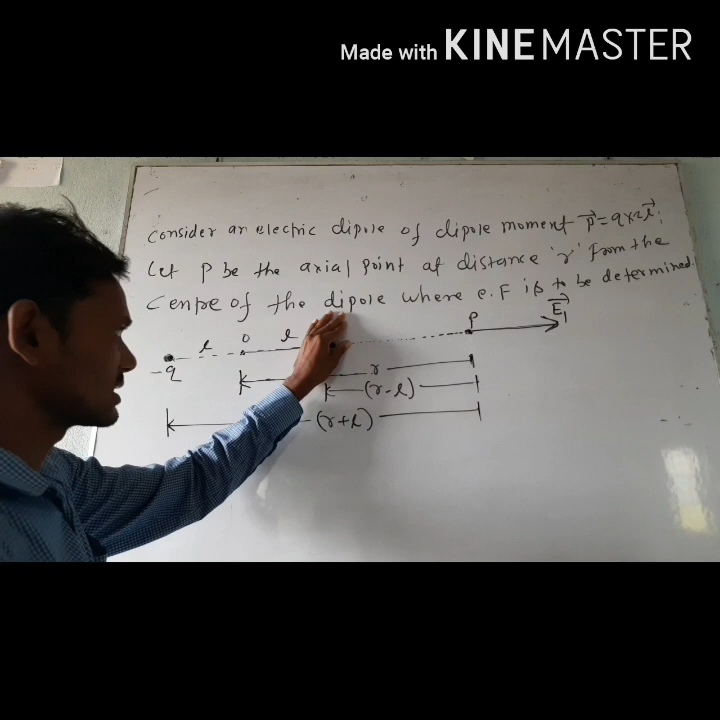 Made with KINEMASTER
Consider an electric dipole of dipole moment p⃗=q×2l⃗.
Let P be the axial point at distance 'r' from the
Centre of the dipole where e.F is to be determined.
E⃗₁
P
O
l
l
-q
r
(r-l)
(r+l)